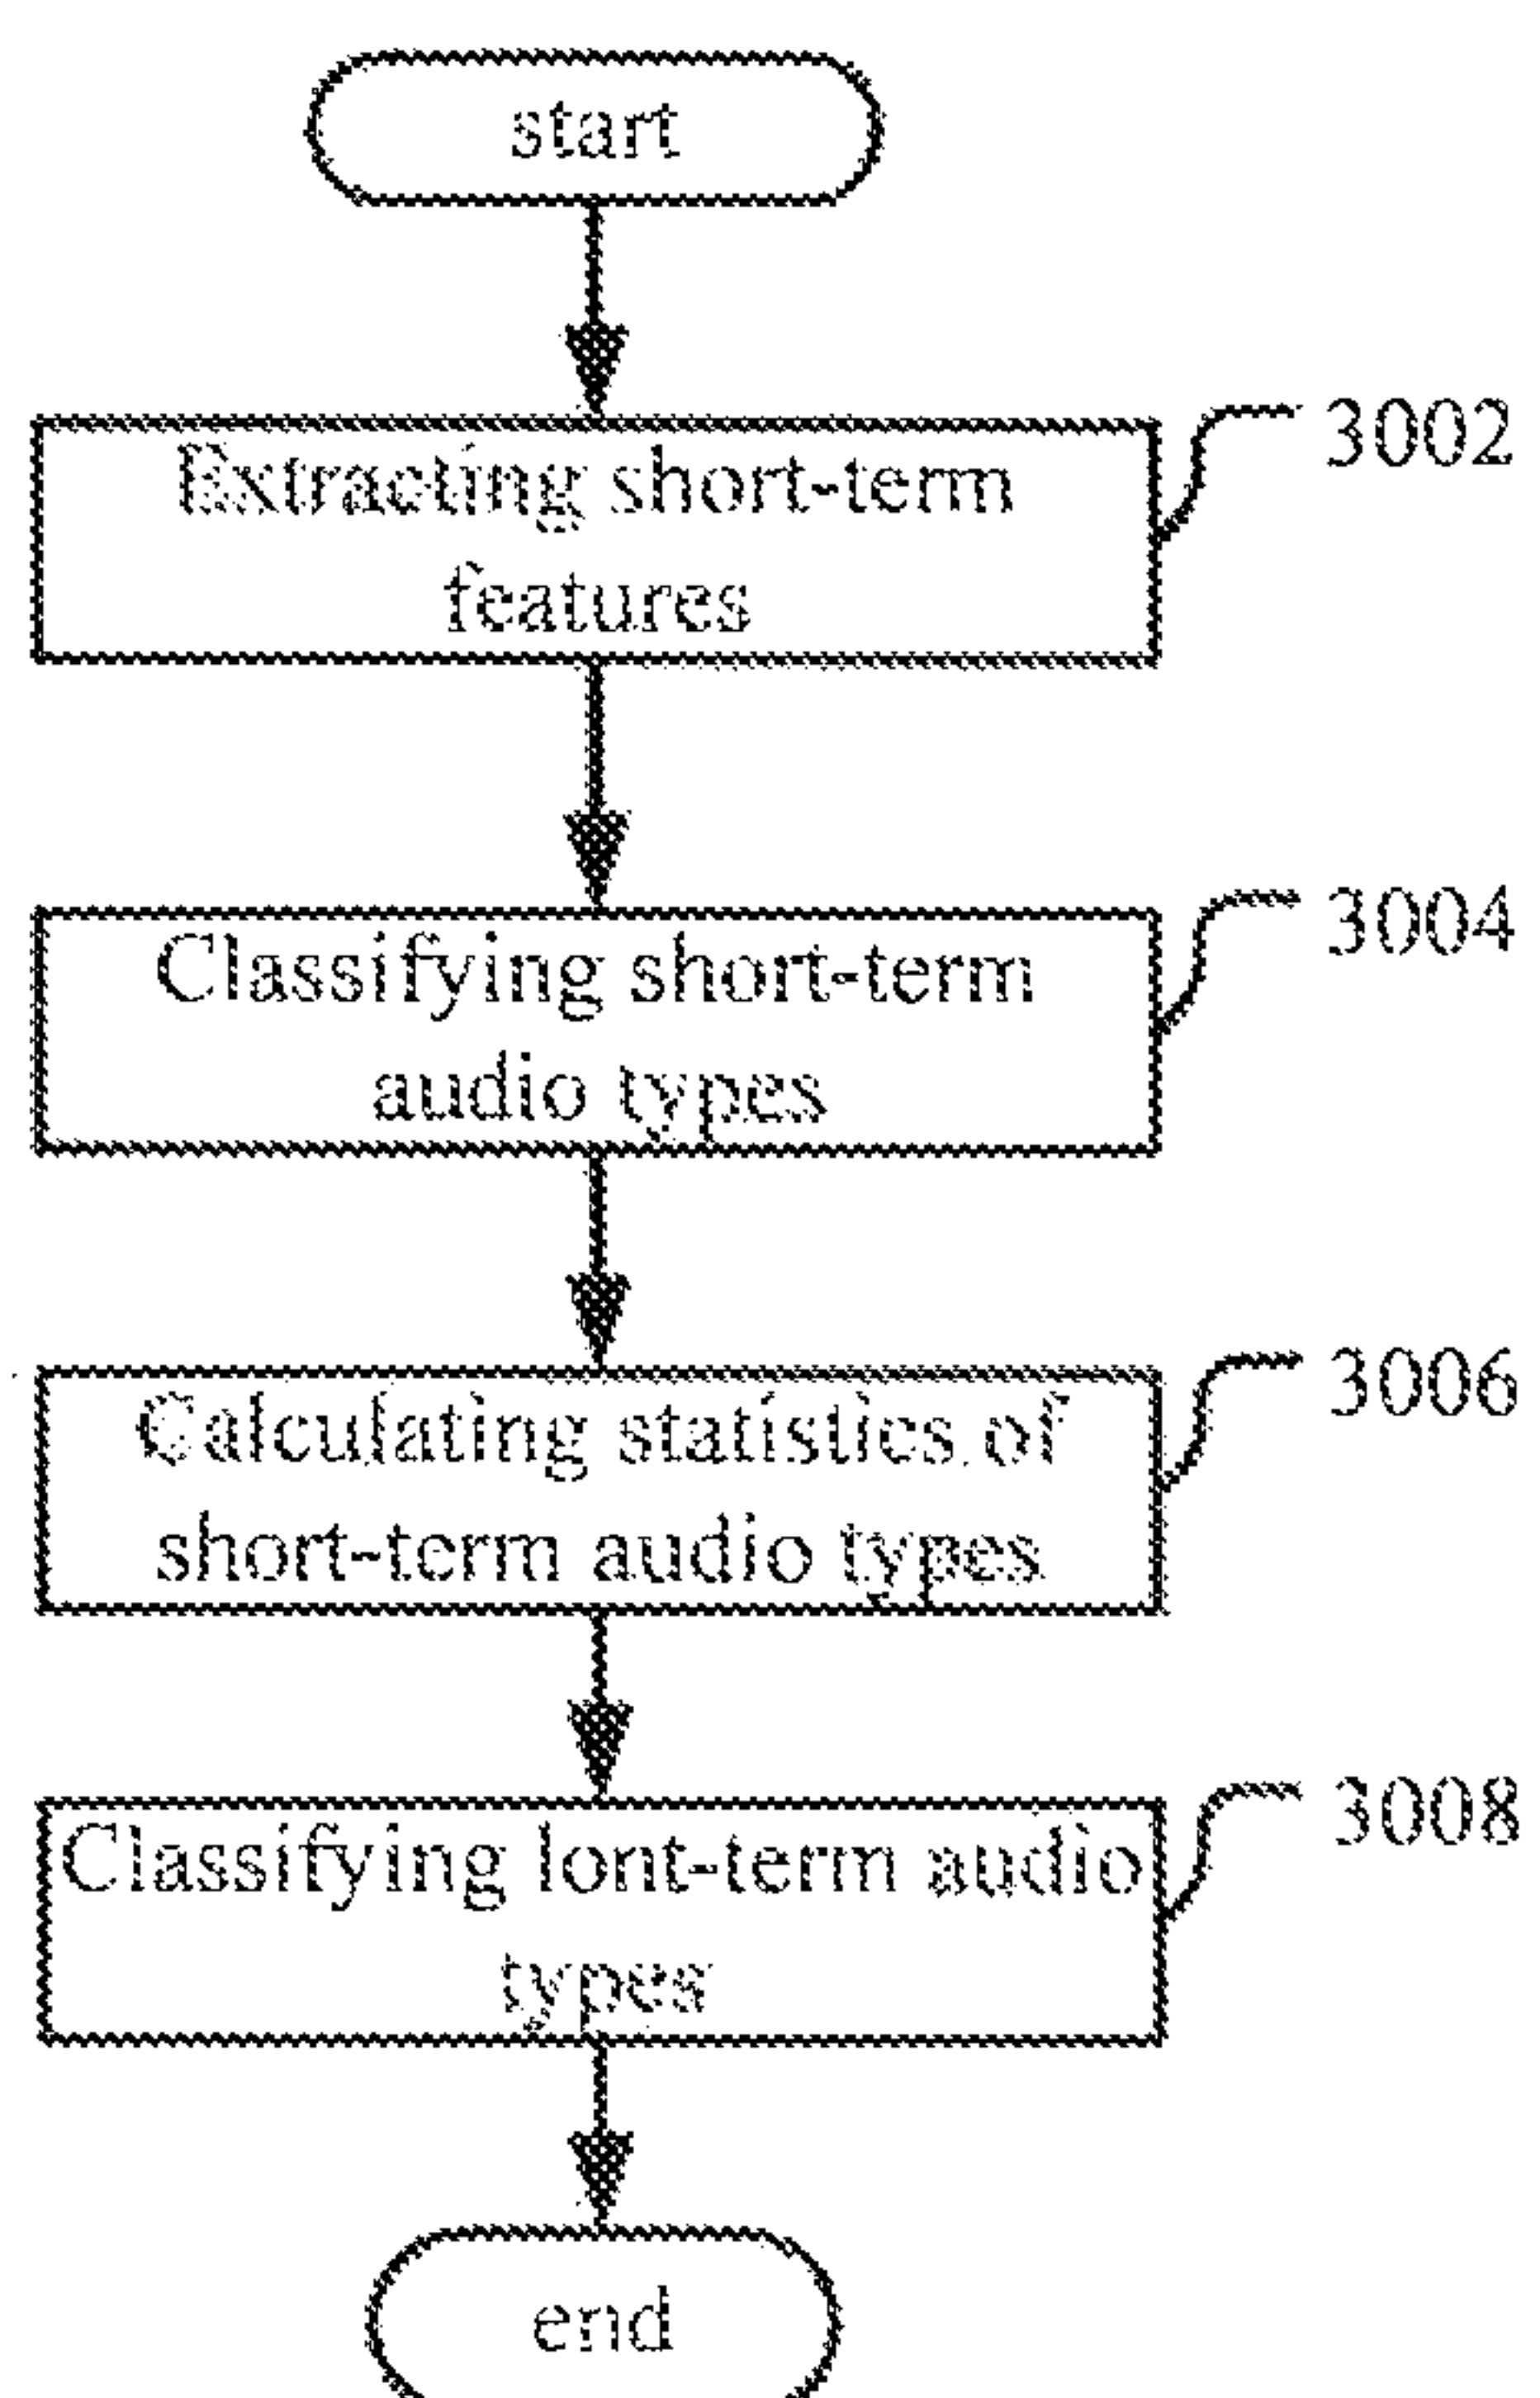 start
3002
Extracting short-term
features
3004
Classifying short-term
audio types
3006
Calculating statistics of
short-term audio types
3008
Classifying lont-term audio
types
end